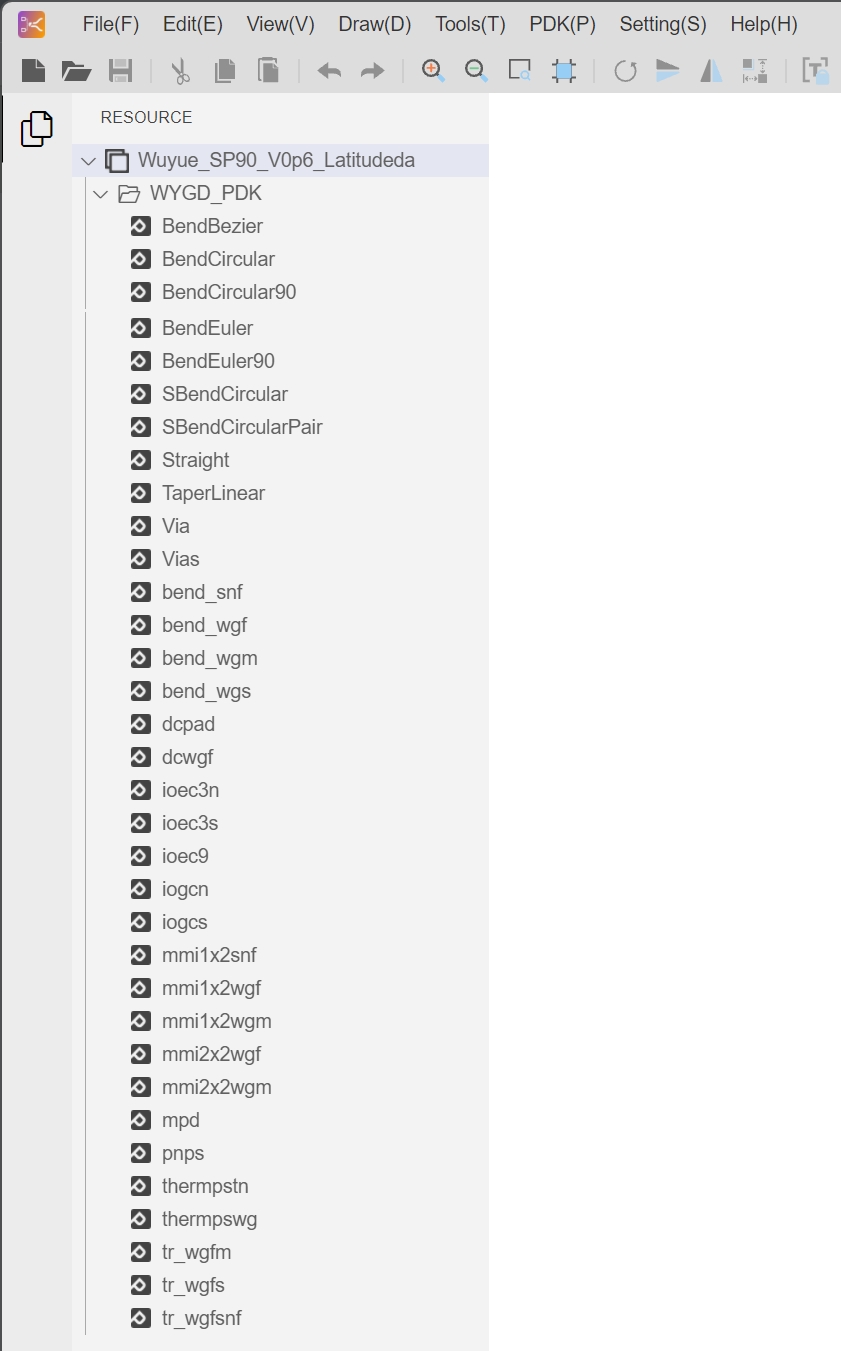 File(F) Edit(E) View(V) Draw(D) Tools(T) PDK(P) Setting(S) Help(H)
RESOURCE
Wuyue_SP90_V0p6_Latitudeda
WYGD_PDK
BendBezier
BendCircular
BendCircular90
BendEuler
BendEuler90
SBendCircular
SBendCircularPair
Straight
TaperLinear
Via
Vias
bend_snf
bend_wgf
bend_wgm
bend_wgs
dcpad
dcwgf
ioec3n
ioec3s
ioec9
iogcn
iogcs
mmi1x2snf
mmi1x2wgf
mmi1x2wgm
mmi2x2wgf
mmi2x2wgm
mpd
pnps
thermpstn
thermpswg
tr_wgfm
tr_wgfs
tr_wgfsnf